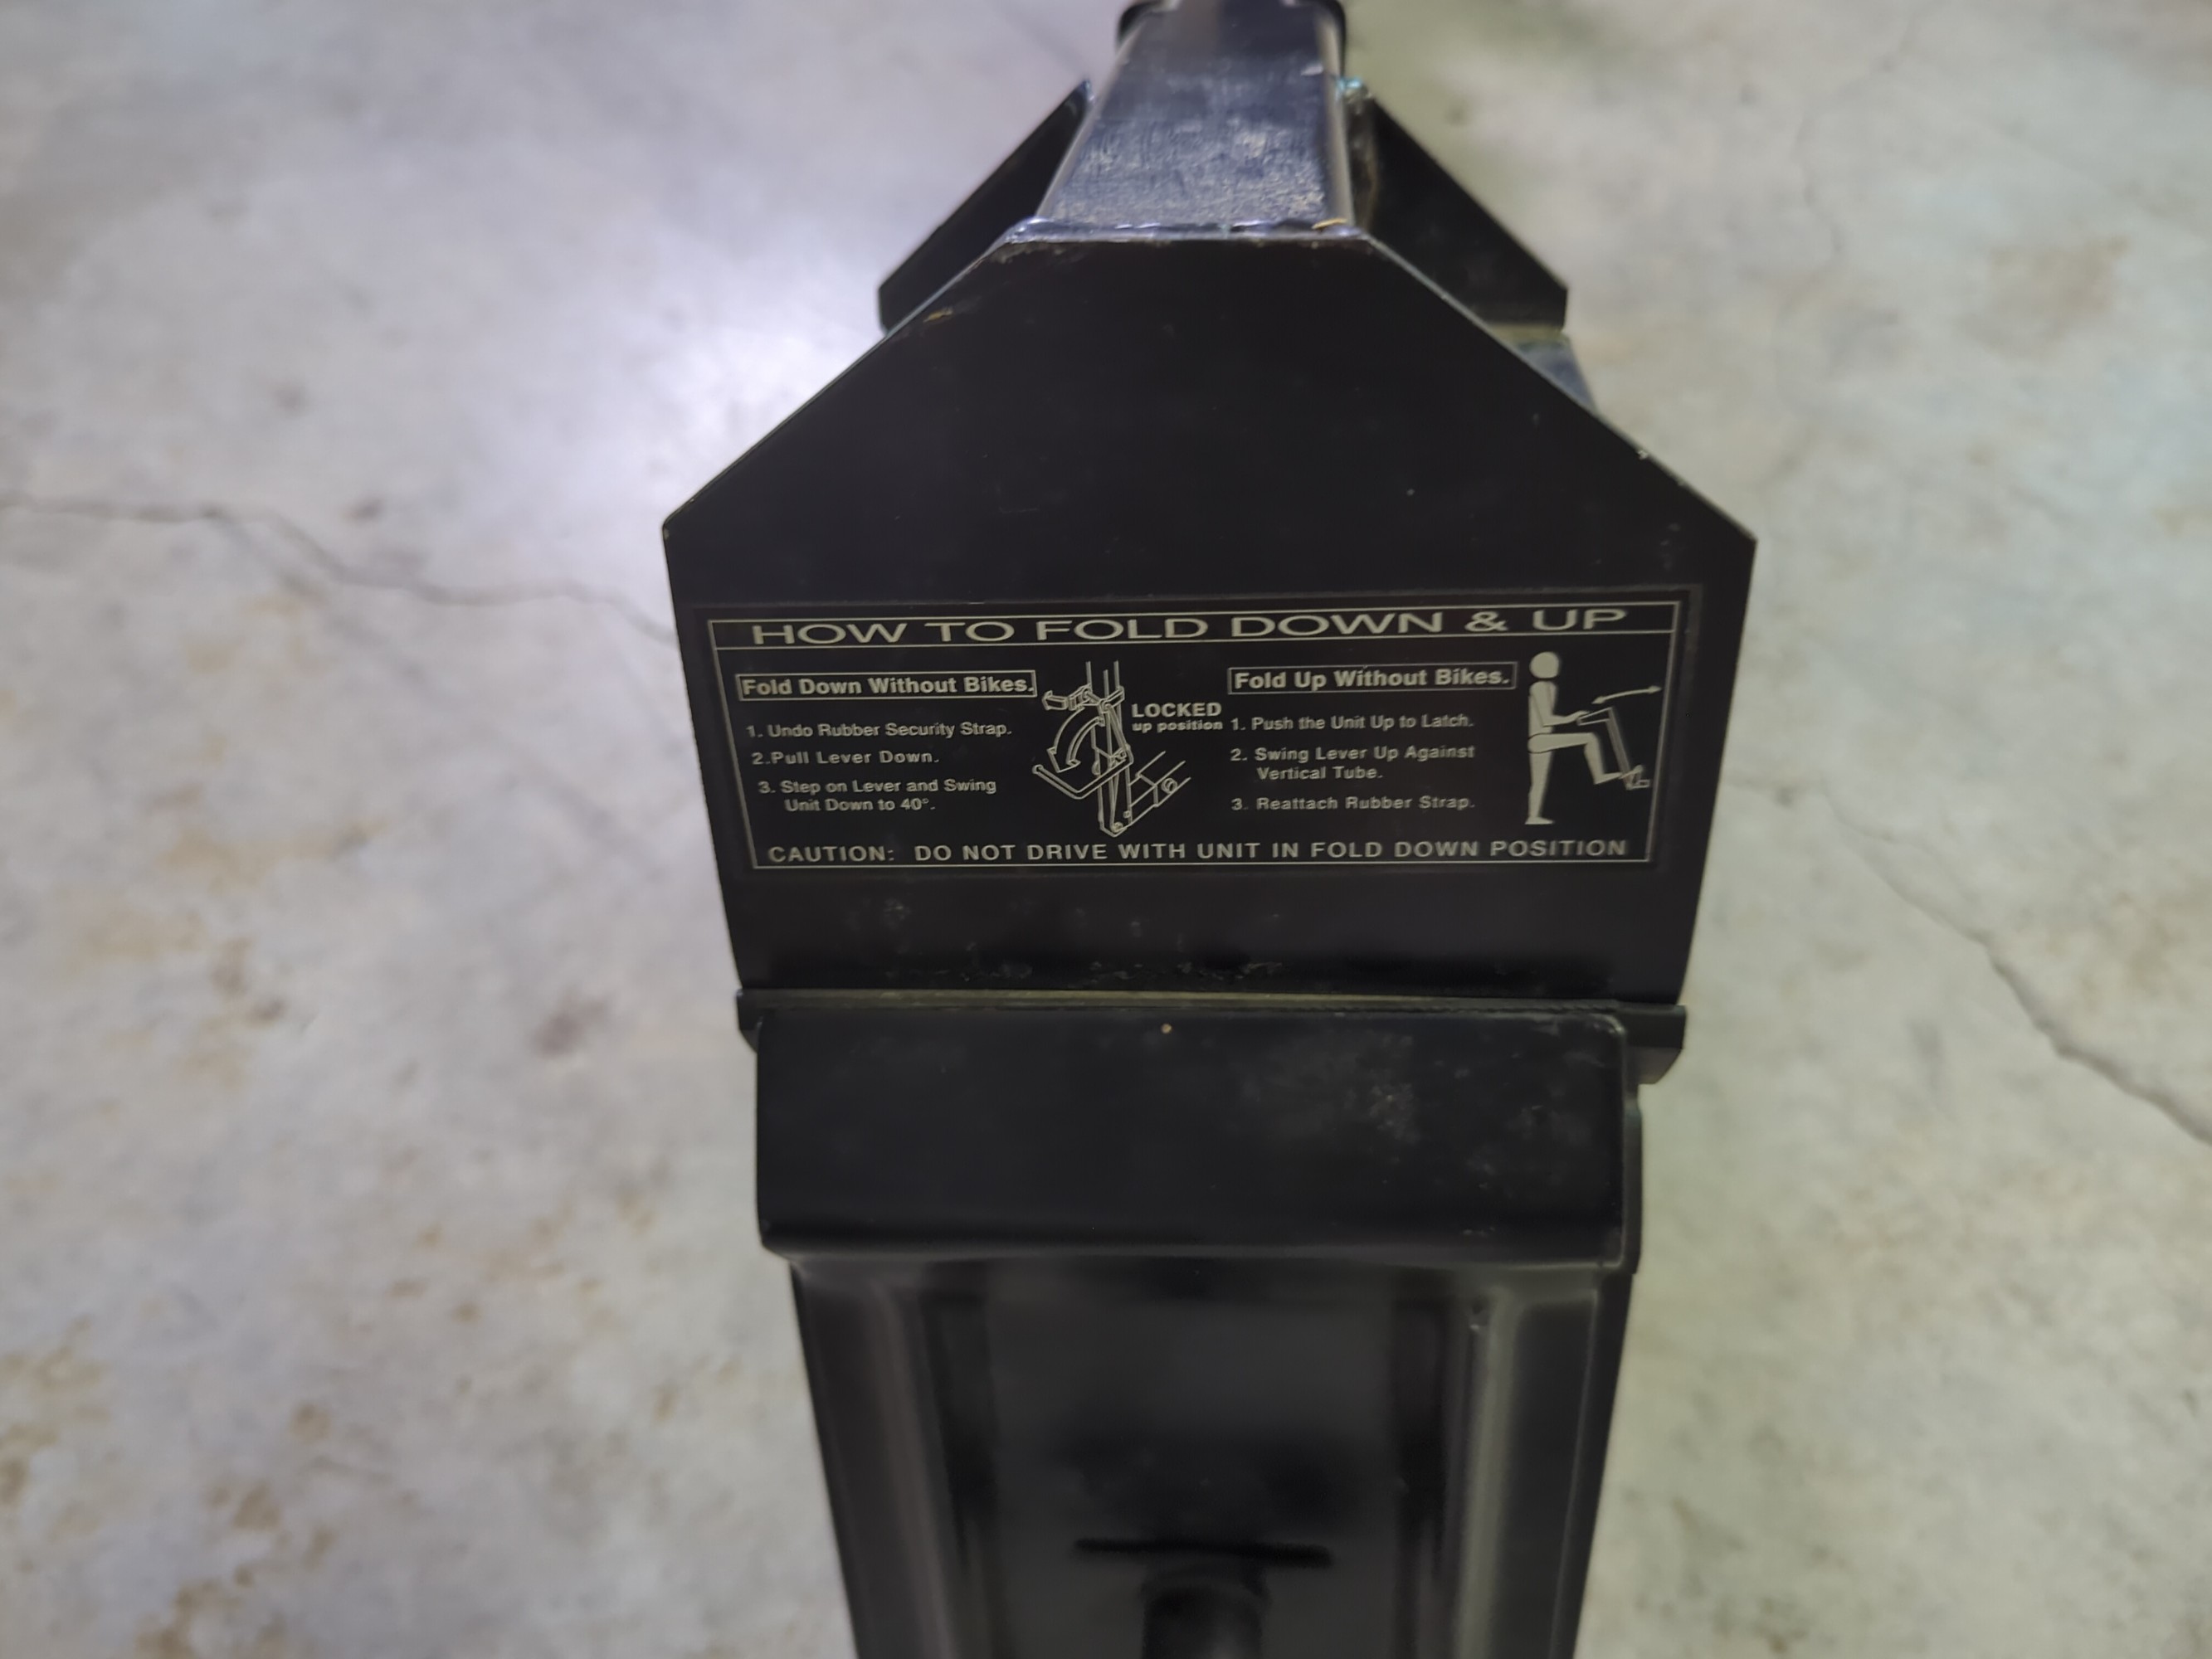 HOW TO FOLD DOWN & UP
Fold Down Without Bikes.
1. Undo Rubber Security Strap.
2.Pull Lever Down.
3. Step on Lever and Swing
Unit Down to 40°.
LOCKED
up position
Fold Up Without Bikes.
1. Push the Unit Up to Latch.
2. Swing Lever Up Against
Vertical Tube.
3. Reattach Rubber Strap.
CAUTION: DO NOT DRIVE WITH UNIT IN FOLD DOWN POSITION